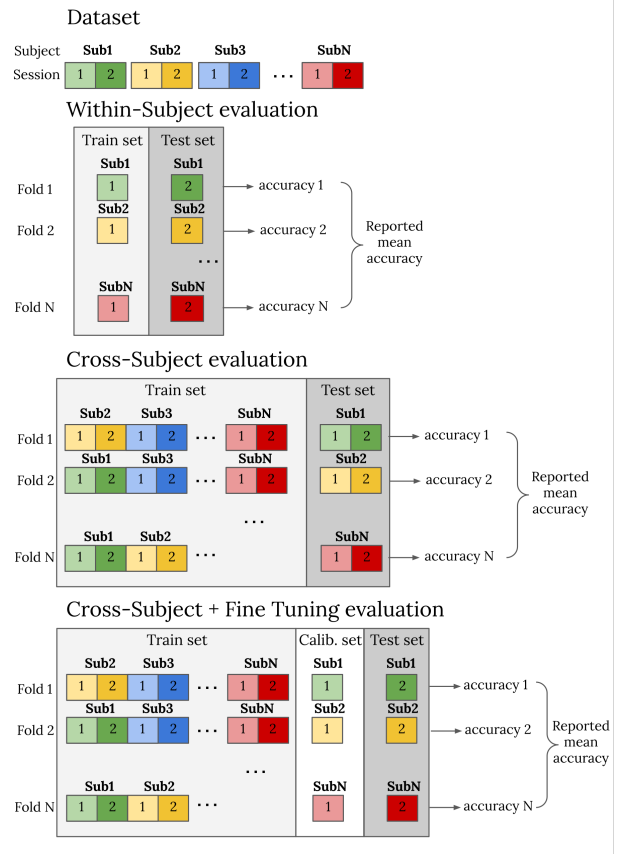 Dataset
Subject Sub1 Sub2 Sub3 SubN
Session 1 2 1 2 1 2 ... 1 2
Within-Subject evaluation
Train set Test set
Sub1 Sub1
Fold 1 1 2 accuracy 1
Sub2 Sub2
Fold 2 1 2 accuracy 2
Reported
mean
accuracy
...
SubN SubN
Fold N 1 2 accuracy N
Cross-Subject evaluation
Train set Test set
Sub2 Sub3 SubN Sub1
Fold 1 1 2 1 2 ... 1 2 1 2 accuracy 1
Sub1 Sub3 SubN Sub2
Fold 2 1 2 1 2 ... 1 2 1 2 accuracy 2
Reported
mean
accuracy
...
Sub1 Sub2 SubN
Fold N 1 2 1 2 ... 1 2 accuracy N
Cross-Subject + Fine Tuning evaluation
Train set Calib. set Test set
Sub2 Sub3 SubN Sub1 Sub1
Fold 1 1 2 1 2 ... 1 2 1 2 accuracy 1
Sub1 Sub3 SubN Sub2 Sub2
Fold 2 1 2 1 2 ... 1 2 1 2 accuracy 2
Reported
mean
accuracy
...
Sub1 Sub2 SubN SubN
Fold N 1 2 1 2 ... 1 2 accuracy N